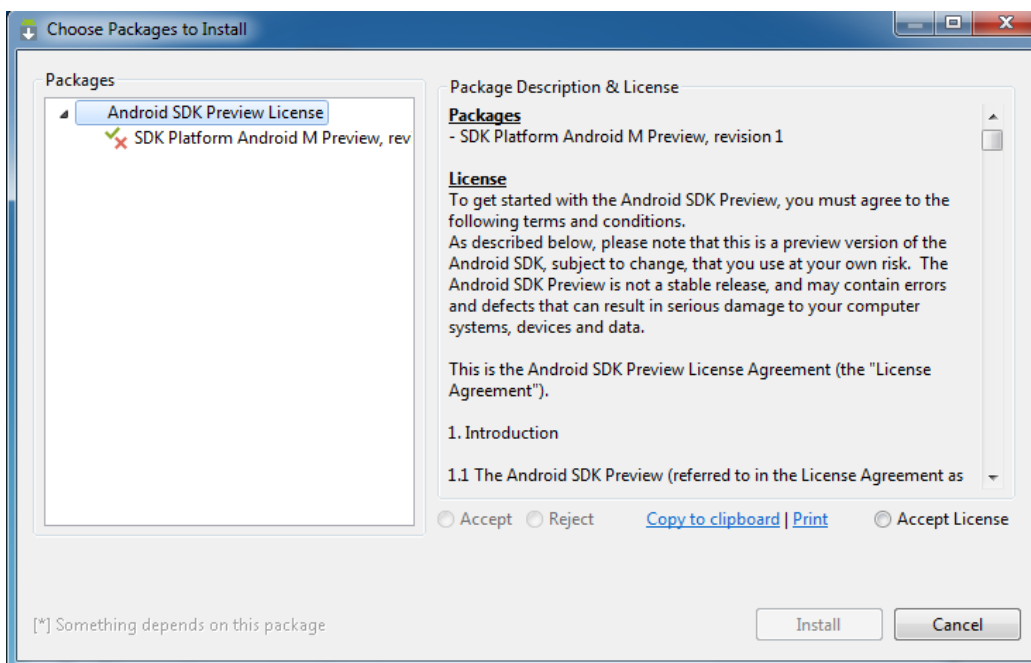 Choose Packages to Install
Packages
Android SDK Preview License
SDK Platform Android M Preview, rev
Package Description & License
Packages
- SDK Platform Android M Preview, revision 1
License
To get started with the Android SDK Preview, you must agree to the
following terms and conditions.
As described below, please note that this is a preview version of the
Android SDK, subject to change, that you use at your own risk.  The
Android SDK Preview is not a stable release, and may contain errors
and defects that can result in serious damage to your computer
systems, devices and data.
This is the Android SDK Preview License Agreement (the "License
Agreement").
1. Introduction
1.1 The Android SDK Preview (referred to in the License Agreement as
Accept Reject Copy to clipboard | Print Accept License
[*] Something depends on this package
Install Cancel